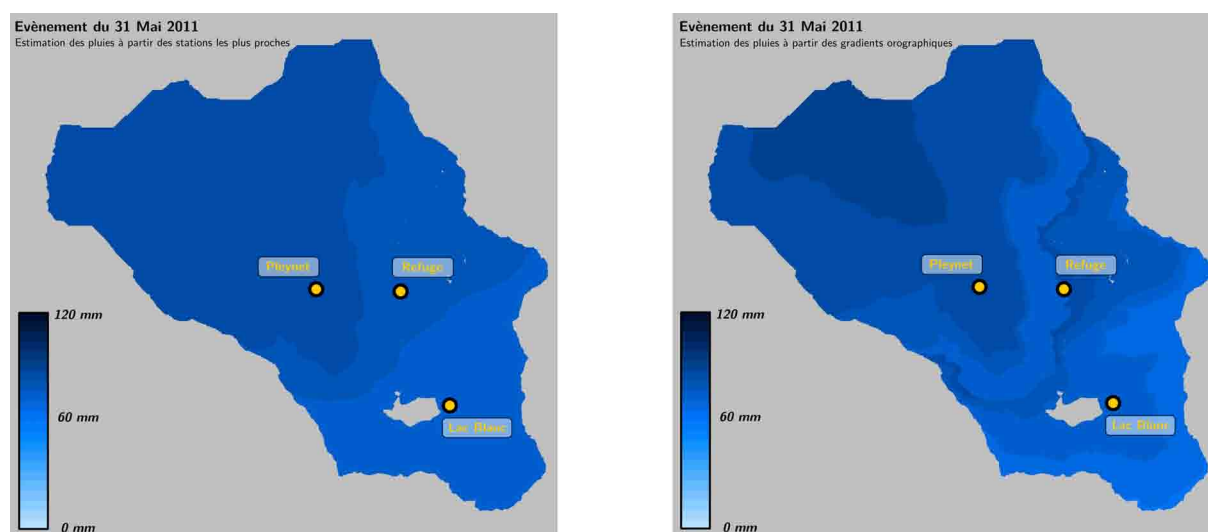 Evènement du 31 Mai 2011
Estimation des pluies à partir des stations les plus proches
Pleynet
Refuge
120 mm
60 mm
Lac Blanc
0 mm
Evènement du 31 Mai 2011
Estimation des pluies à partir des gradients orographiques
Pleynet
Refuge
120 mm
60 mm
Lac Blanc
0 mm